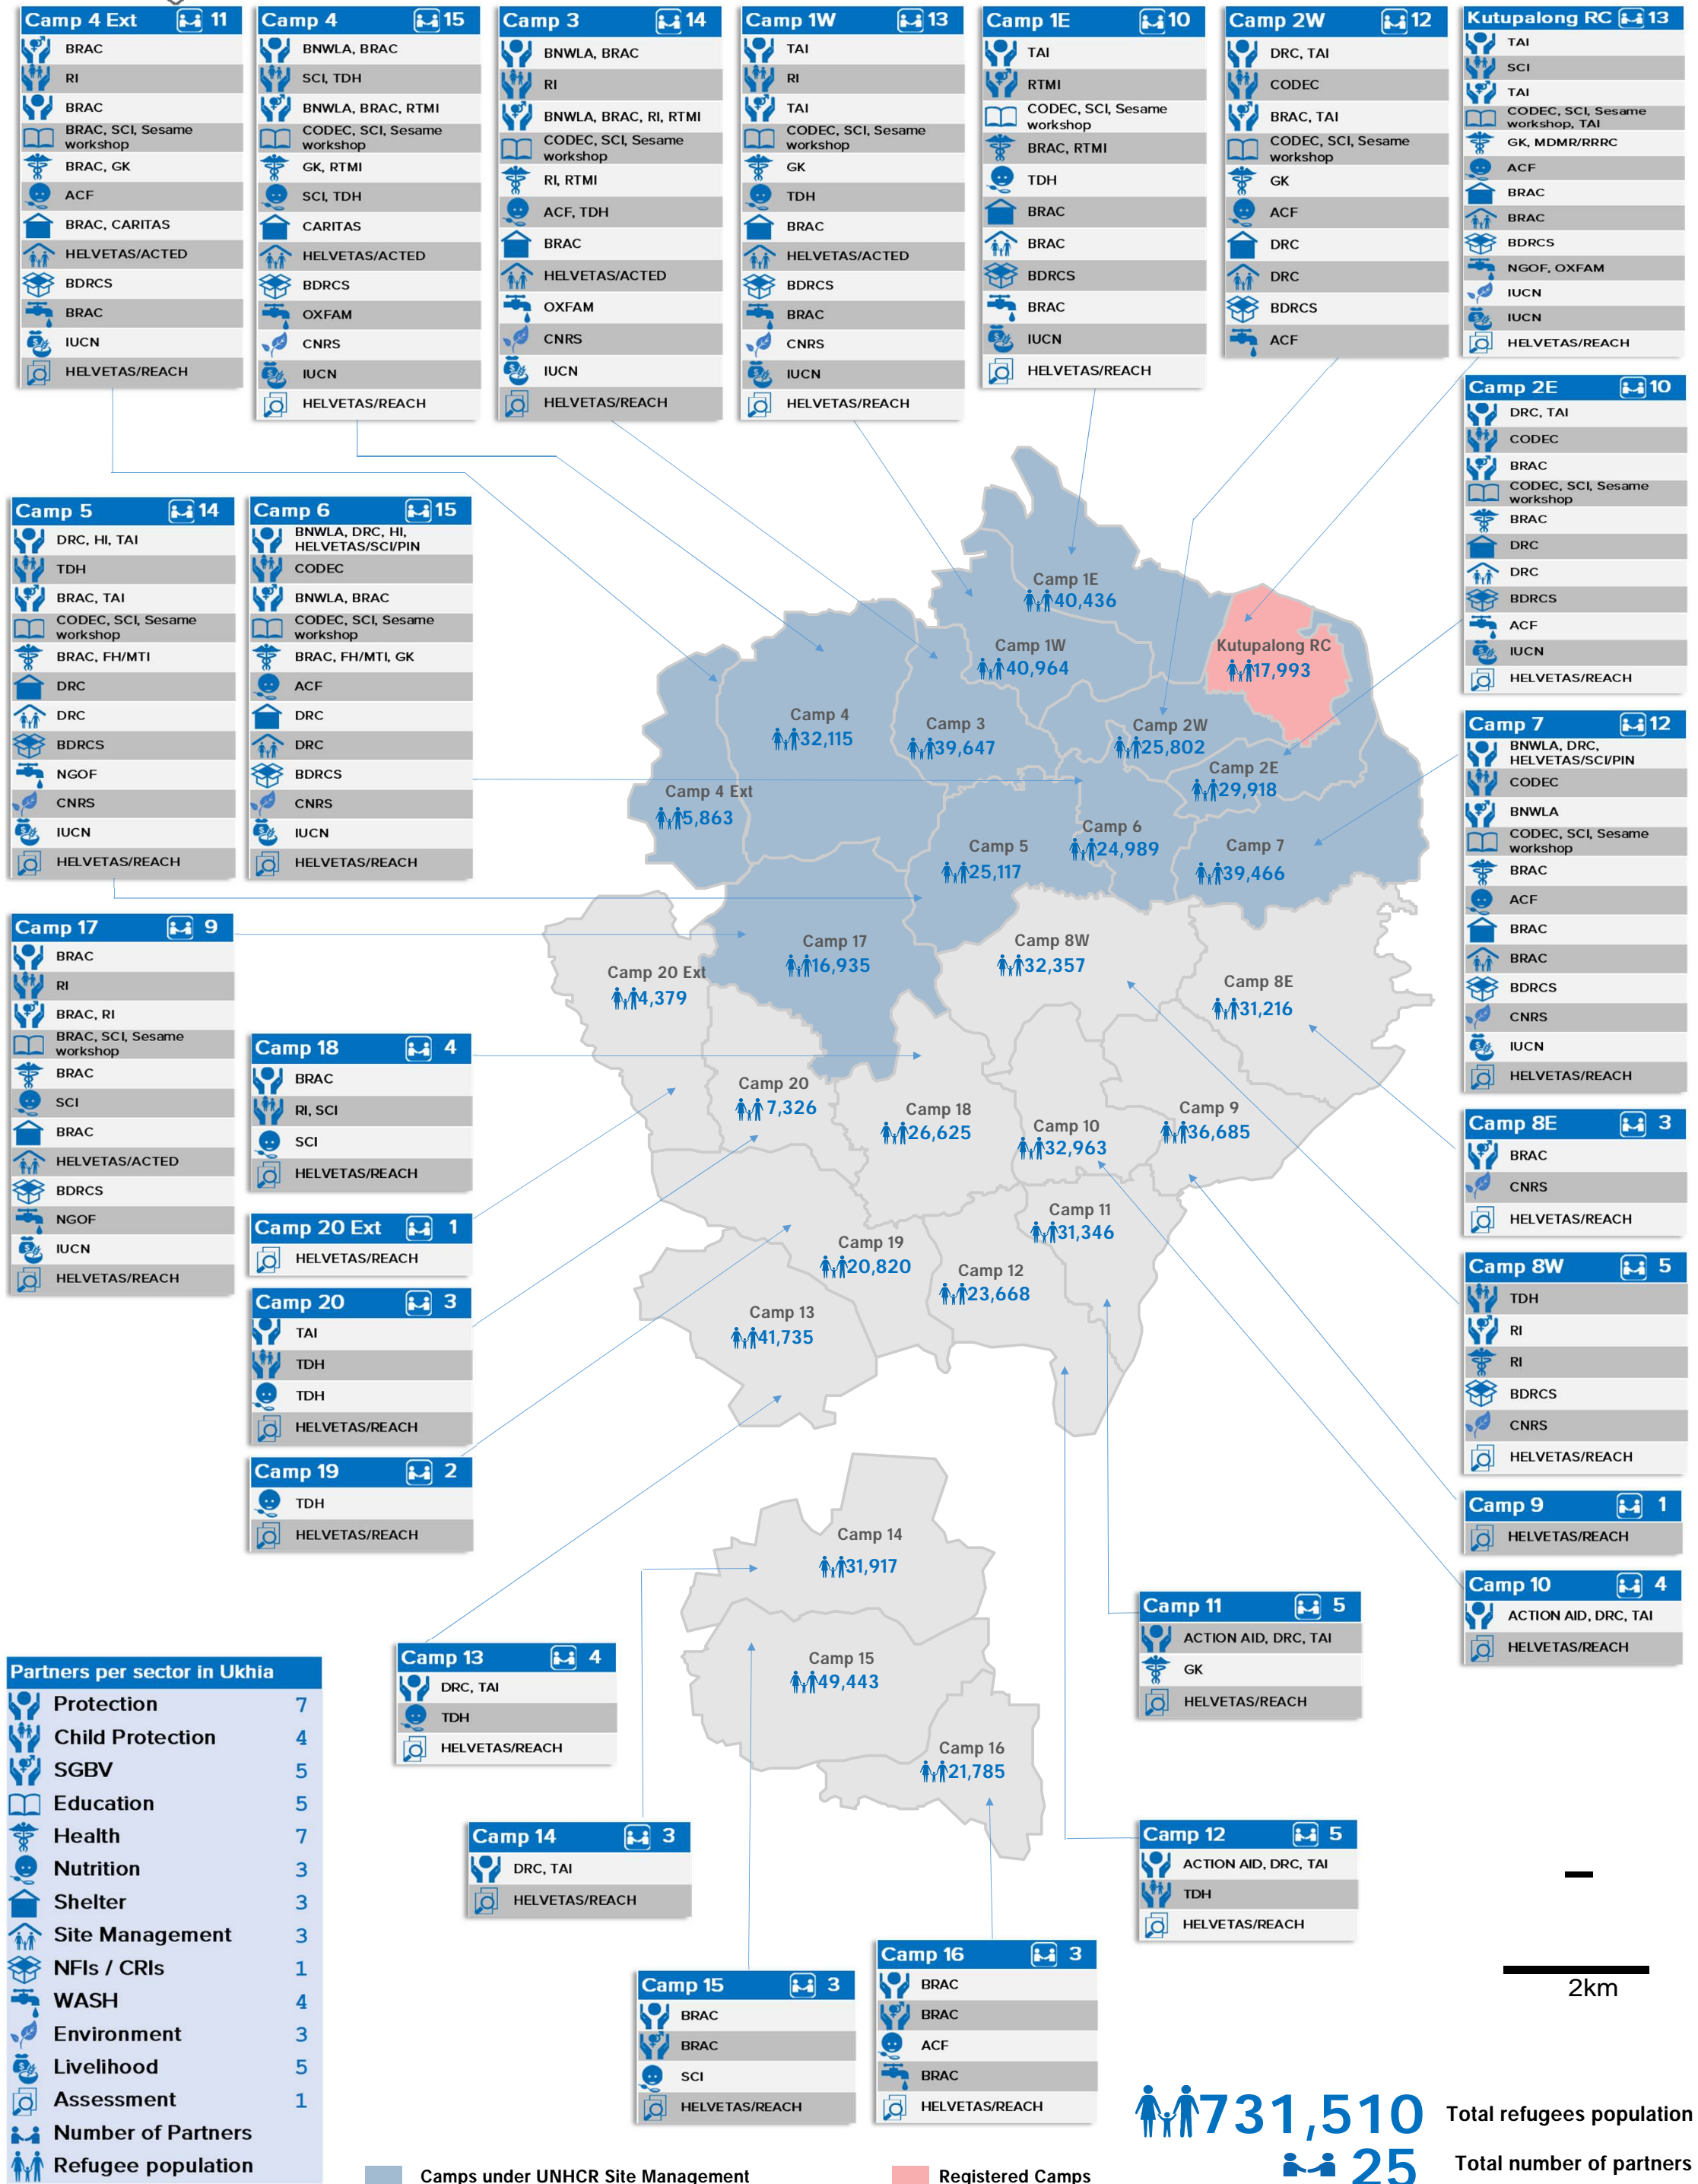 Camp 4 Ext 11
BRAC
RI
BRAC
BRAC, SCI, Sesame
workshop
BRAC, GK
ACF
BRAC, CARITAS
HELVETAS/ACTED
BDRCS
BRAC
IUCN
HELVETAS/REACH
Camp 4 15
BNWLA, BRAC
SCI, TDH
BNWLA, BRAC, RTMI
CODEC, SCI, Sesame
workshop
GK, RTMI
SCI, TDH
CARITAS
HELVETAS/ACTED
BDRCS
OXFAM
CNRS
IUCN
HELVETAS/REACH
Camp 3 14
BNWLA, BRAC
RI
BNWLA, BRAC, RI, RTMI
CODEC, SCI, Sesame
workshop
RI, RTMI
ACF, TDH
BRAC
HELVETAS/ACTED
OXFAM
CNRS
IUCN
HELVETAS/REACH
Camp 1W 13
TAI
RI
TAI
CODEC, SCI, Sesame
workshop
GK
TDH
BRAC
HELVETAS/ACTED
BDRCS
BRAC
CNRS
IUCN
HELVETAS/REACH
Camp 1E 10
TAI
RTMI
CODEC, SCI, Sesame
workshop
BRAC, RTMI
TDH
BRAC
BRAC
BDRCS
BRAC
IUCN
HELVETAS/REACH
Camp 2W 12
DRC, TAI
CODEC
BRAC, TAI
CODEC, SCI, Sesame
workshop
GK
ACF
DRC
DRC
BDRCS
ACF
Kutupalong RC 13
TAI
SCI
TAI
CODEC, SCI, Sesame
workshop, TAI
GK, MDMR/RRRC
ACF
BRAC
BRAC
BDRCS
NGOF, OXFAM
IUCN
IUCN
HELVETAS/REACH
Camp 2E 10
DRC, TAI
CODEC
BRAC
CODEC, SCI, Sesame
workshop
BRAC
DRC
DRC
BDRCS
ACF
IUCN
HELVETAS/REACH
Camp 5 14
DRC, HI, TAI
TDH
BRAC, TAI
CODEC, SCI, Sesame
workshop
BRAC, FH/MTI
DRC
DRC
BDRCS
NGOF
CNRS
IUCN
HELVETAS/REACH
Camp 6 15
BNWLA, DRC, HI,
HELVETAS/SCI/PIN
CODEC
BNWLA, BRAC
CODEC, SCI, Sesame
workshop
BRAC, FH/MTI, GK
ACF
DRC
DRC
BDRCS
CNRS
IUCN
HELVETAS/REACH
Camp 7 12
BNWLA, DRC,
HELVETAS/SCI/PIN
CODEC
BNWLA
CODEC, SCI, Sesame
workshop
BRAC
ACF
BRAC
BRAC
BDRCS
CNRS
IUCN
HELVETAS/REACH
Camp 1E
40,436
Camp 1W
40,964
Kutupalong RC
17,993
Camp 4
32,115
Camp 3
39,647
Camp 2W
25,802
Camp 2E
29,918
Camp 4 Ext
5,863
Camp 6
24,989
Camp 5
25,117
Camp 7
39,466
Camp 17
16,935
Camp 8W
32,357
Camp 20 Ext
4,379
Camp 8E
31,216
Camp 20
7,326
Camp 18
26,625
Camp 10
32,963
Camp 9
36,685
Camp 11
31,346
Camp 19
20,820
Camp 12
23,668
Camp 13
41,735
Camp 14
31,917
Camp 15
49,443
Camp 16
21,785
Camp 17 9
BRAC
RI
BRAC, RI
BRAC, SCI, Sesame
workshop
BRAC
SCI
BRAC
HELVETAS/ACTED
BDRCS
NGOF
IUCN
HELVETAS/REACH
Camp 18 4
BRAC
RI, SCI
SCI
HELVETAS/REACH
Camp 20 Ext 1
HELVETAS/REACH
Camp 20 3
TAI
TDH
TDH
HELVETAS/REACH
Camp 19 2
TDH
HELVETAS/REACH
Camp 8E 3
BRAC
CNRS
HELVETAS/REACH
Camp 8W 5
TDH
RI
RI
BDRCS
CNRS
HELVETAS/REACH
Camp 9 1
HELVETAS/REACH
Camp 10 4
ACTION AID, DRC, TAI
HELVETAS/REACH
Camp 11 5
ACTION AID, DRC, TAI
GK
HELVETAS/REACH
Camp 13 4
DRC, TAI
TDH
HELVETAS/REACH
Camp 14 3
DRC, TAI
HELVETAS/REACH
Camp 12 5
ACTION AID, DRC, TAI
TDH
HELVETAS/REACH
Camp 15 3
BRAC
BRAC
SCI
HELVETAS/REACH
Camp 16 3
BRAC
BRAC
ACF
BRAC
HELVETAS/REACH
Partners per sector in Ukhia
Protection 7
Child Protection 4
SGBV 5
Education 5
Health 7
Nutrition 3
Shelter 3
Site Management 3
NFIs / CRIs 1
WASH 4
Environment 3
Livelihood 5
Assessment 1
Number of Partners
Refugee population
2km
731,510 Total refugees population
25 Total number of partners
Camps under UNHCR Site Management
Registered Camps